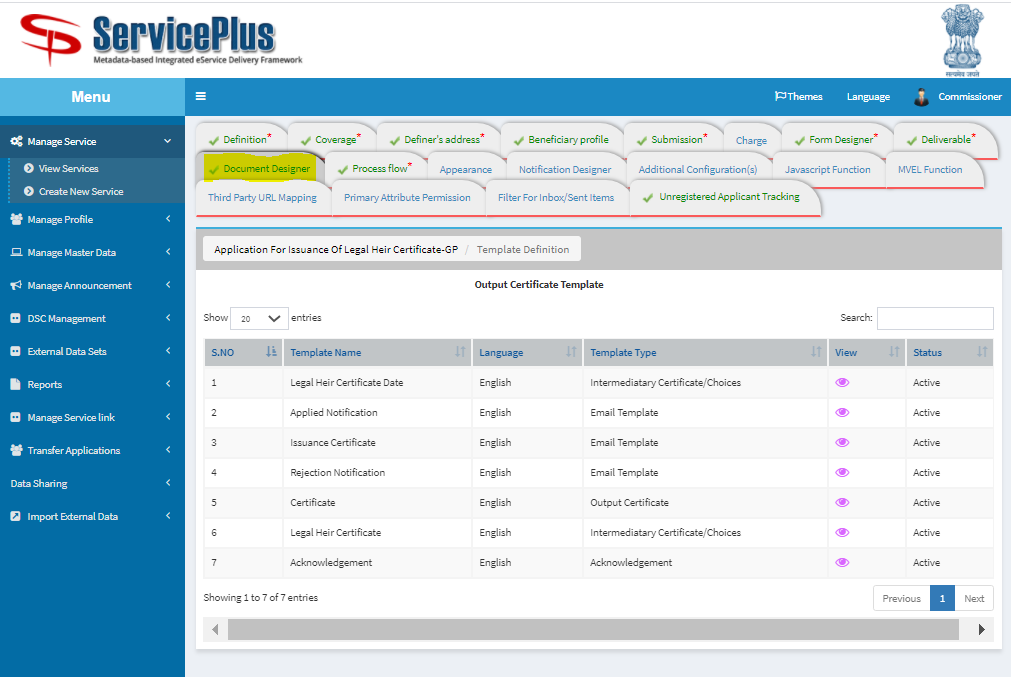 ServicePlus
Metadata-based Integrated eService Delivery Framework
सत्यमेव जयते
Menu
Themes Language Commissioner
Manage Service
View Services
Create New Service
Manage Profile
Manage Master Data
Manage Announcement
DSC Management
External Data Sets
Reports
Manage Service link
Transfer Applications
Data Sharing
Import External Data
Definition* Coverage* Definer's address* Beneficiary profile Submission* Charge Form Designer* Deliverable*
Document Designer Process flow* Appearance Notification Designer Additional Configuration(s) Javascript Function MVEL Function
Third Party URL Mapping Primary Attribute Permission Filter For Inbox/Sent Items Unregistered Applicant Tracking
Application For Issuance Of Legal Heir Certificate-GP / Template Definition
Output Certificate Template
Show 20 entries Search:
S.NO Template Name Language Template Type View Status
1 Legal Heir Certificate Date English Intermediatary Certificate/Choices Active
2 Applied Notification English Email Template Active
3 Issuance Certificate English Email Template Active
4 Rejection Notification English Email Template Active
5 Certificate English Output Certificate Active
6 Legal Heir Certificate English Intermediatary Certificate/Choices Active
7 Acknowledgement English Acknowledgement Active
Showing 1 to 7 of 7 entries
Previous 1 Next